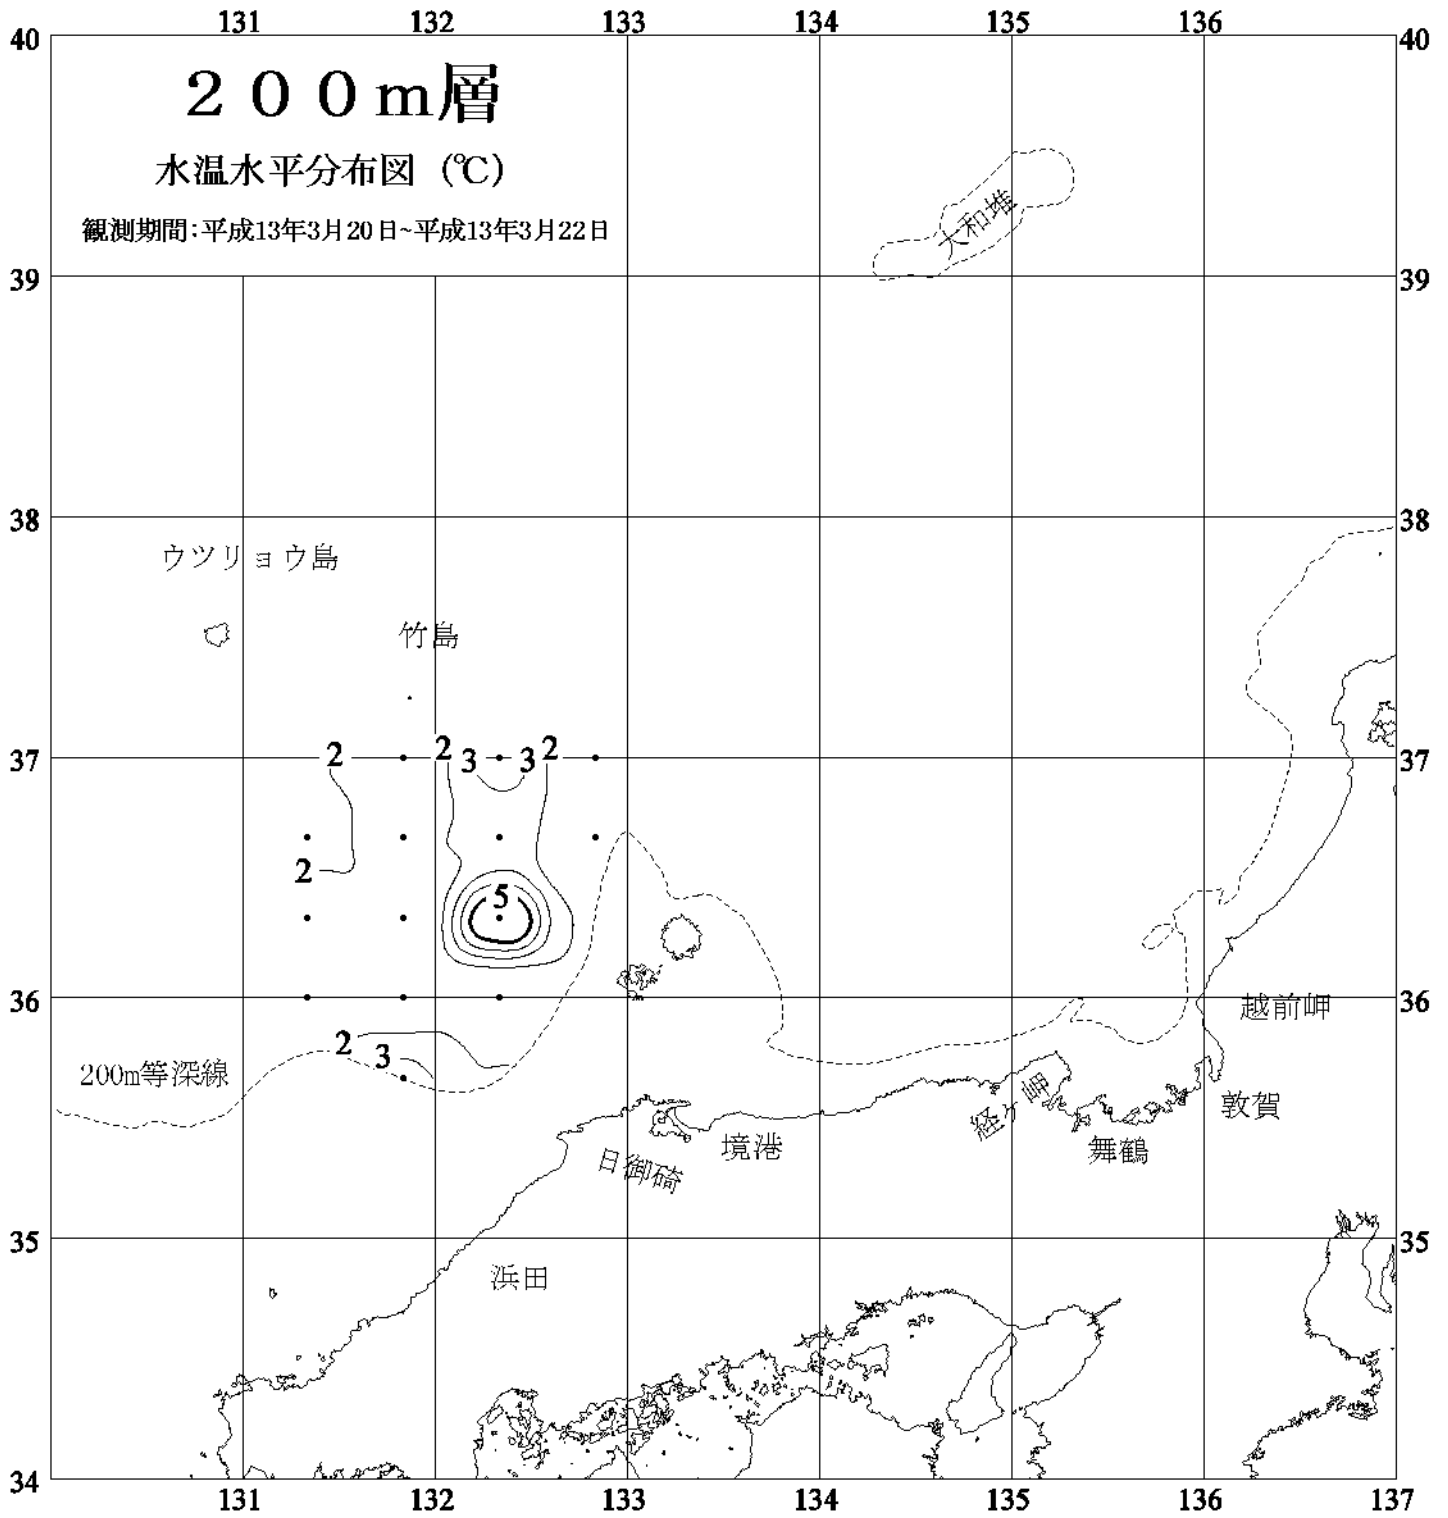 131 132 133 134 135 136
40 40
２００m層
水温水平分布図 (℃)
観測期間:平成13年3月20日~平成13年3月22日
大和堆
39 39
38 38
ウツリョウ島
竹島
2 2 3 3 2
37 37
2
5
36 36
越前岬
2
3
200m等深線
経ヶ岬
敦賀
境港
舞鶴
日御碕
35 35
浜田
34
131 132 133 134 135 136 137